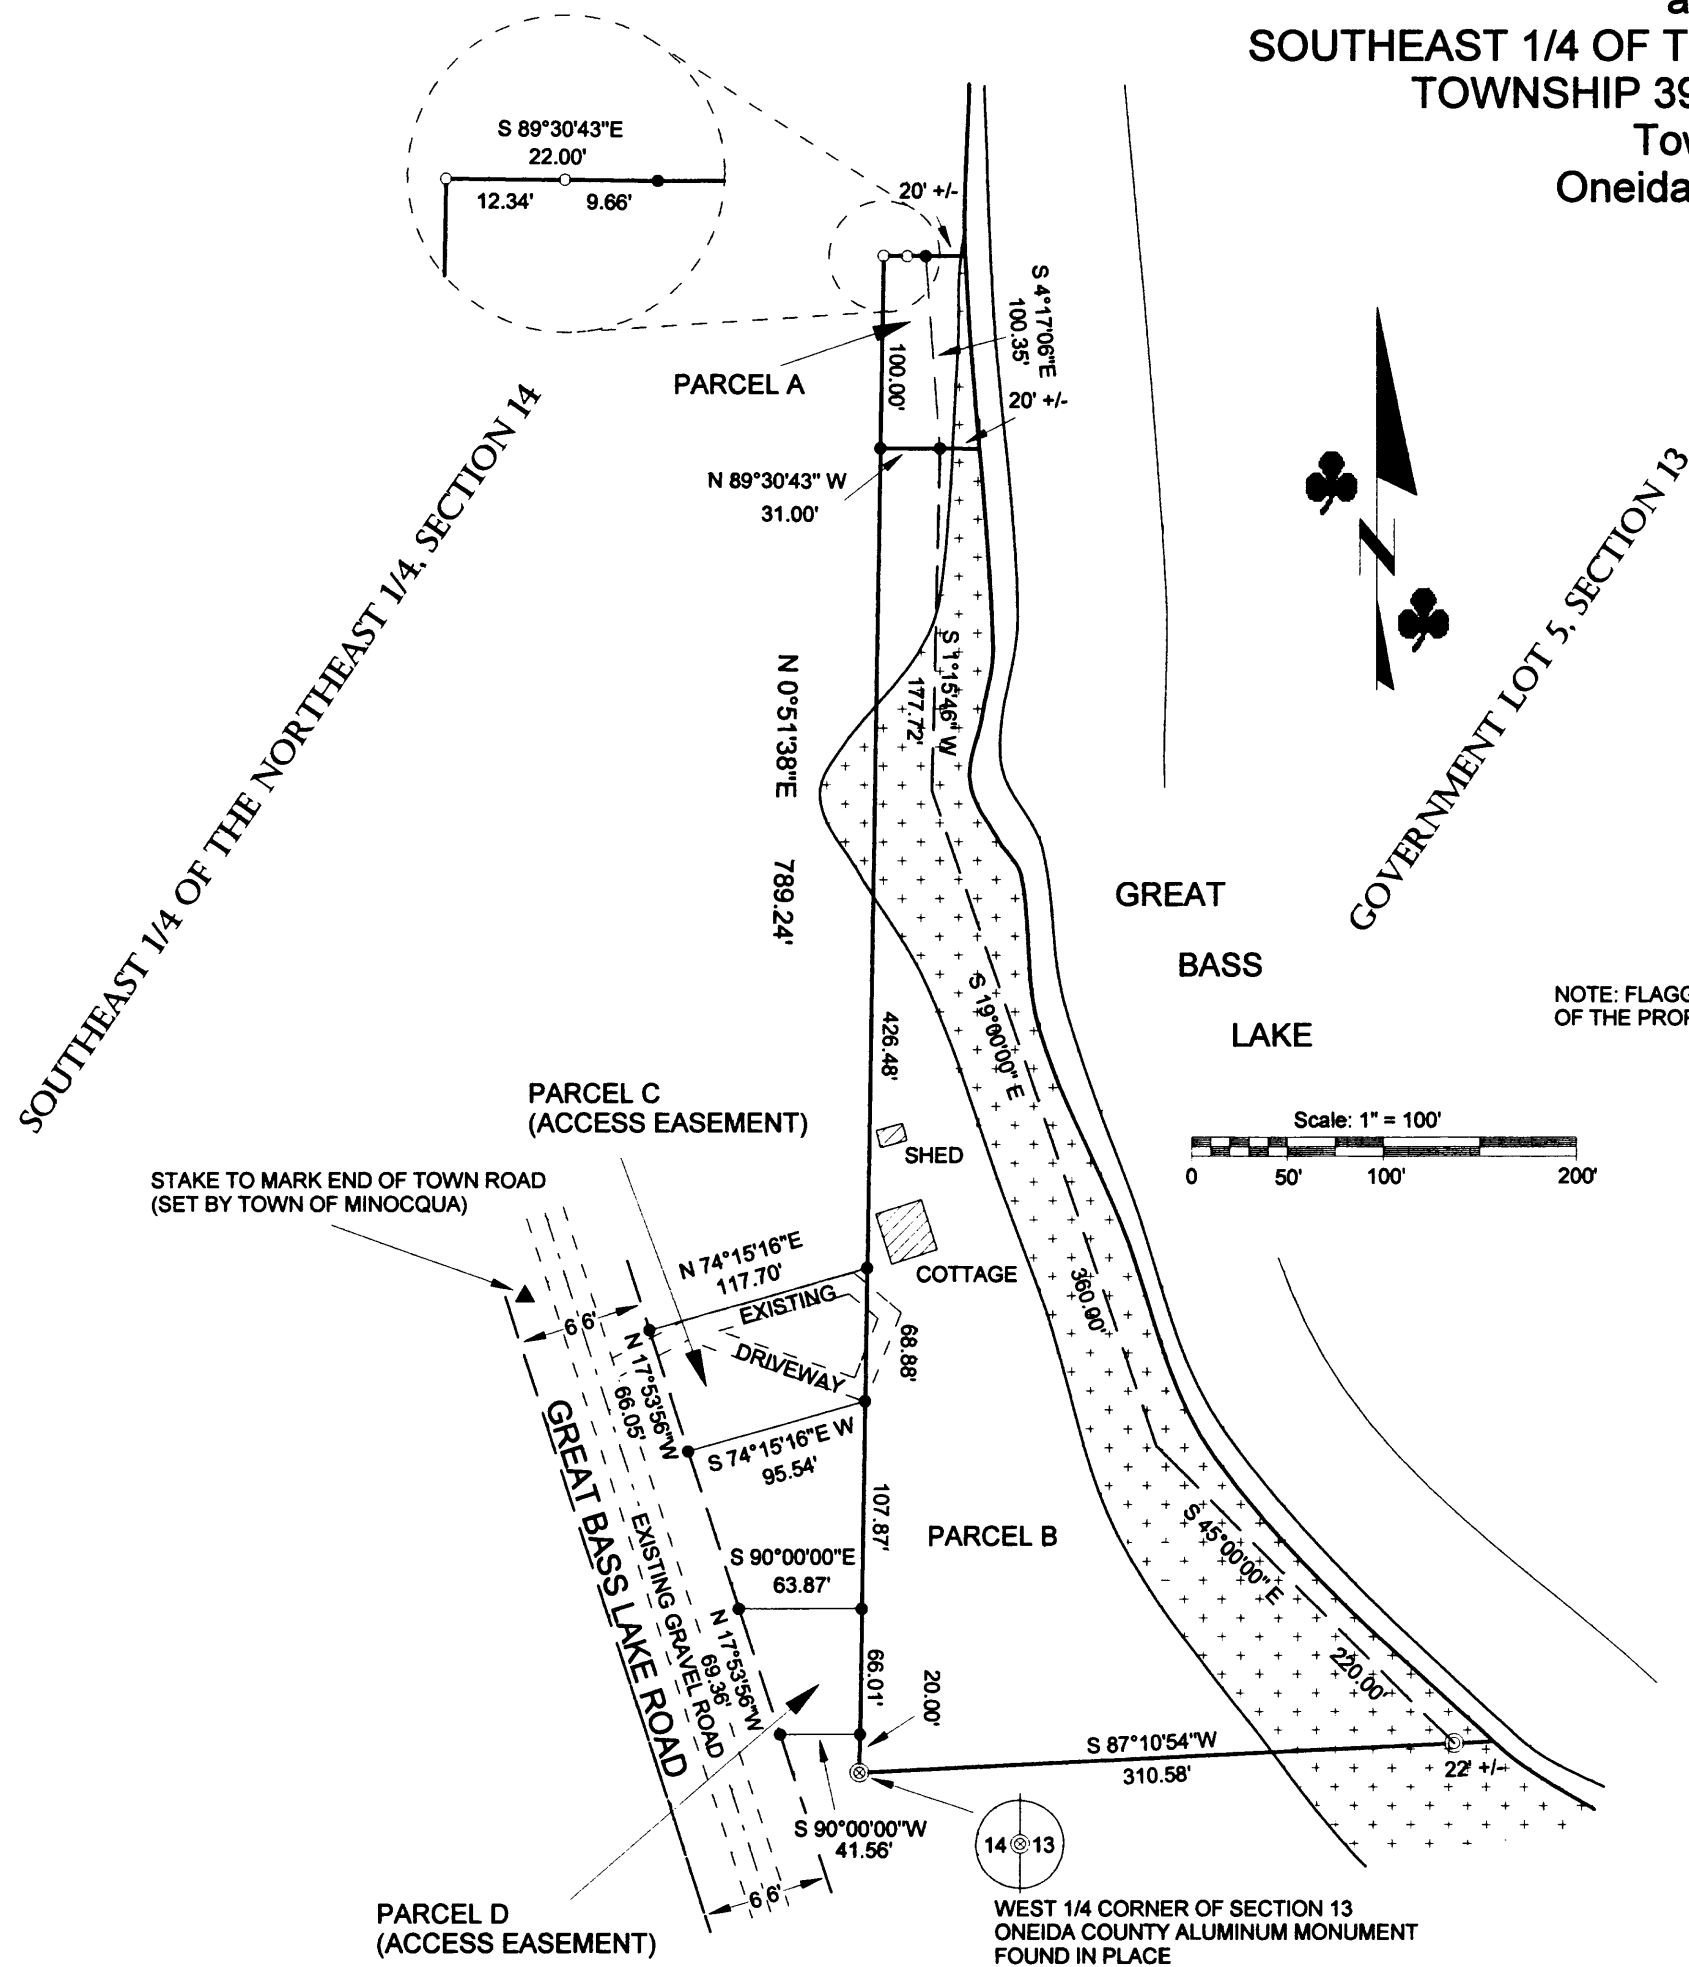 a
SOUTHEAST 1/4 OF T
TOWNSHIP 39
Tow
Oneida
S 89°30'43"E
22.00'
12.34'
9.66'
20' +/-
S 4°17'06"E
100.35'
PARCEL A
100.00'
20' +/-
N 89°30'43" W
31.00'
SOUTHEAST 1/4 OF THE NORTHEAST 1/4, SECTION 14
GOVERNMENT LOT 5, SECTION 13
N 0°51'38"E
789.24'
S 1°15'46" W
177.72'
GREAT
BASS
LAKE
NOTE: FLAGG
OF THE PROF
S 19°00'00" E
360.00'
426.48'
Scale: 1" = 100'
0 50' 100' 200'
PARCEL C
(ACCESS EASEMENT)
SHED
STAKE TO MARK END OF TOWN ROAD
(SET BY TOWN OF MINOCQUA)
COTTAGE
N 74°15'16"E
117.70'
EXISTING
DRIVEWAY
68.88'
66'
N 17°53'56"W
66.05'
S 74°15'16"E W
95.54'
107.87'
PARCEL B
S 45°00'00" E
220.00'
S 90°00'00"E
63.87'
GREAT BASS LAKE ROAD
EXISTING GRAVEL ROAD
N 17°53'56"W
69.36'
66.01'
20.00'
S 87°10'54"W
310.58'
22' +/-
S 90°00'00"W
41.56'
14 13
66'
PARCEL D
(ACCESS EASEMENT)
WEST 1/4 CORNER OF SECTION 13
ONEIDA COUNTY ALUMINUM MONUMENT
FOUND IN PLACE
N